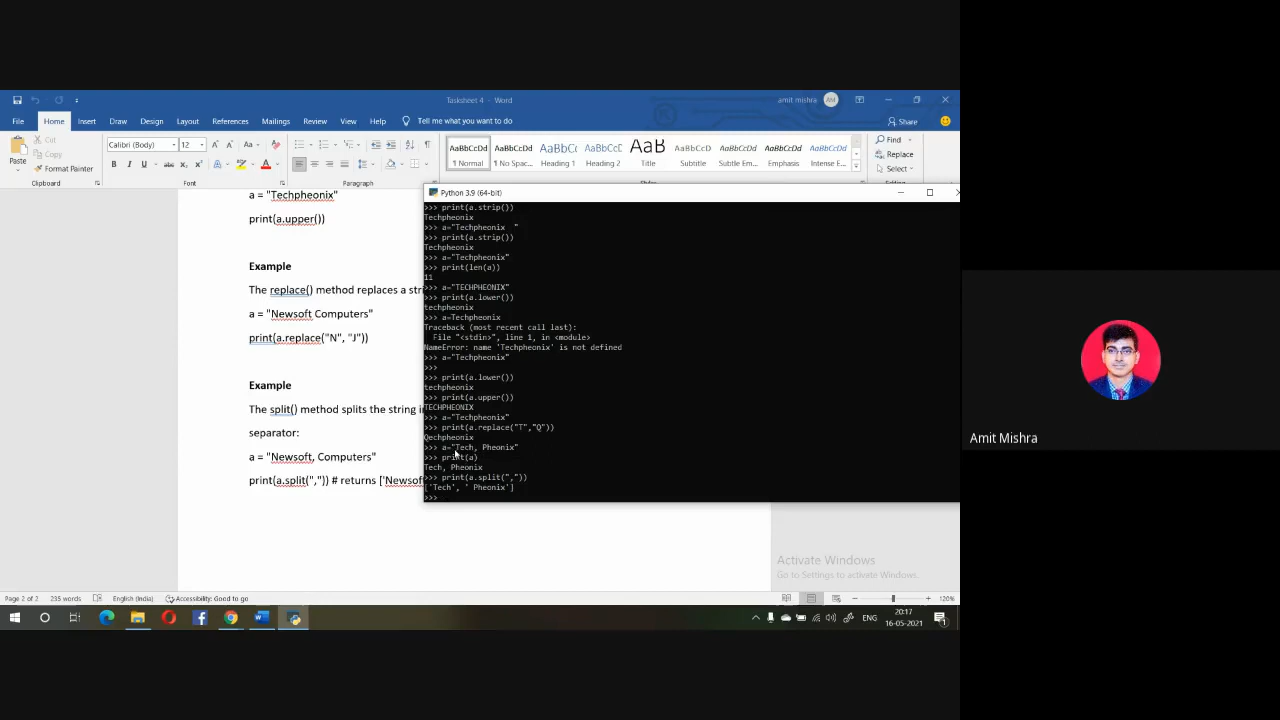 Tasksheet 4 - Word
amit mishra
AM
File Home Insert Draw Design Layout References Mailings Review View Help Tell me what you want to do
Share
Paste
Cut
Copy
Format Painter
Clipboard
Calibri (Body) 12
Font
Paragraph
AaBbCcDd AaBbCcDd AaBbCc AaBbCcD AaB AaBbCcD AaBbCcDd AaBbCcDd AaBbCcDd
¶ Normal ¶ No Spac... Heading 1 Heading 2 Title Subtitle Subtle Em... Emphasis Intense E...
Find
Replace
Select
a = "Techpheonix"
print(a.upper())
Example
The replace() method replaces a stri
a = "Newsoft Computers"
print(a.replace("N", "J"))
Example
The split() method splits the string i
separator:
a = "Newsoft, Computers"
print(a.split(",")) # returns ['Newsof
Python 3.9 (64-bit)
>>> print(a.strip())
Techpheonix
>>> a="Techpheonix  "
>>> print(a.strip())
Techpheonix
>>> a="Techpheonix"
>>> print(len(a))
11
>>> a="TECHPHEONIX"
>>> print(a.lower())
techpheonix
>>> a=Techpheonix
Traceback (most recent call last):
  File "<stdin>", line 1, in <module>
NameError: name 'Techpheonix' is not defined
>>> a="Techpheonix"
>>>
>>> print(a.lower())
techpheonix
>>> print(a.upper())
TECHPHEONIX
>>> a="Techpheonix"
>>> print(a.replace("T","Q"))
Qechpheonix
>>> a="Tech, Pheonix"
>>> print(a)
Tech, Pheonix
>>> print(a.split(","))
['Tech', ' Pheonix']
>>>
Amit Mishra
Activate Windows
Go to Settings to activate Windows.
Page 2 of 2 235 words English (India) Accessibility: Good to go 120%
ENG
20:17
16-05-2021